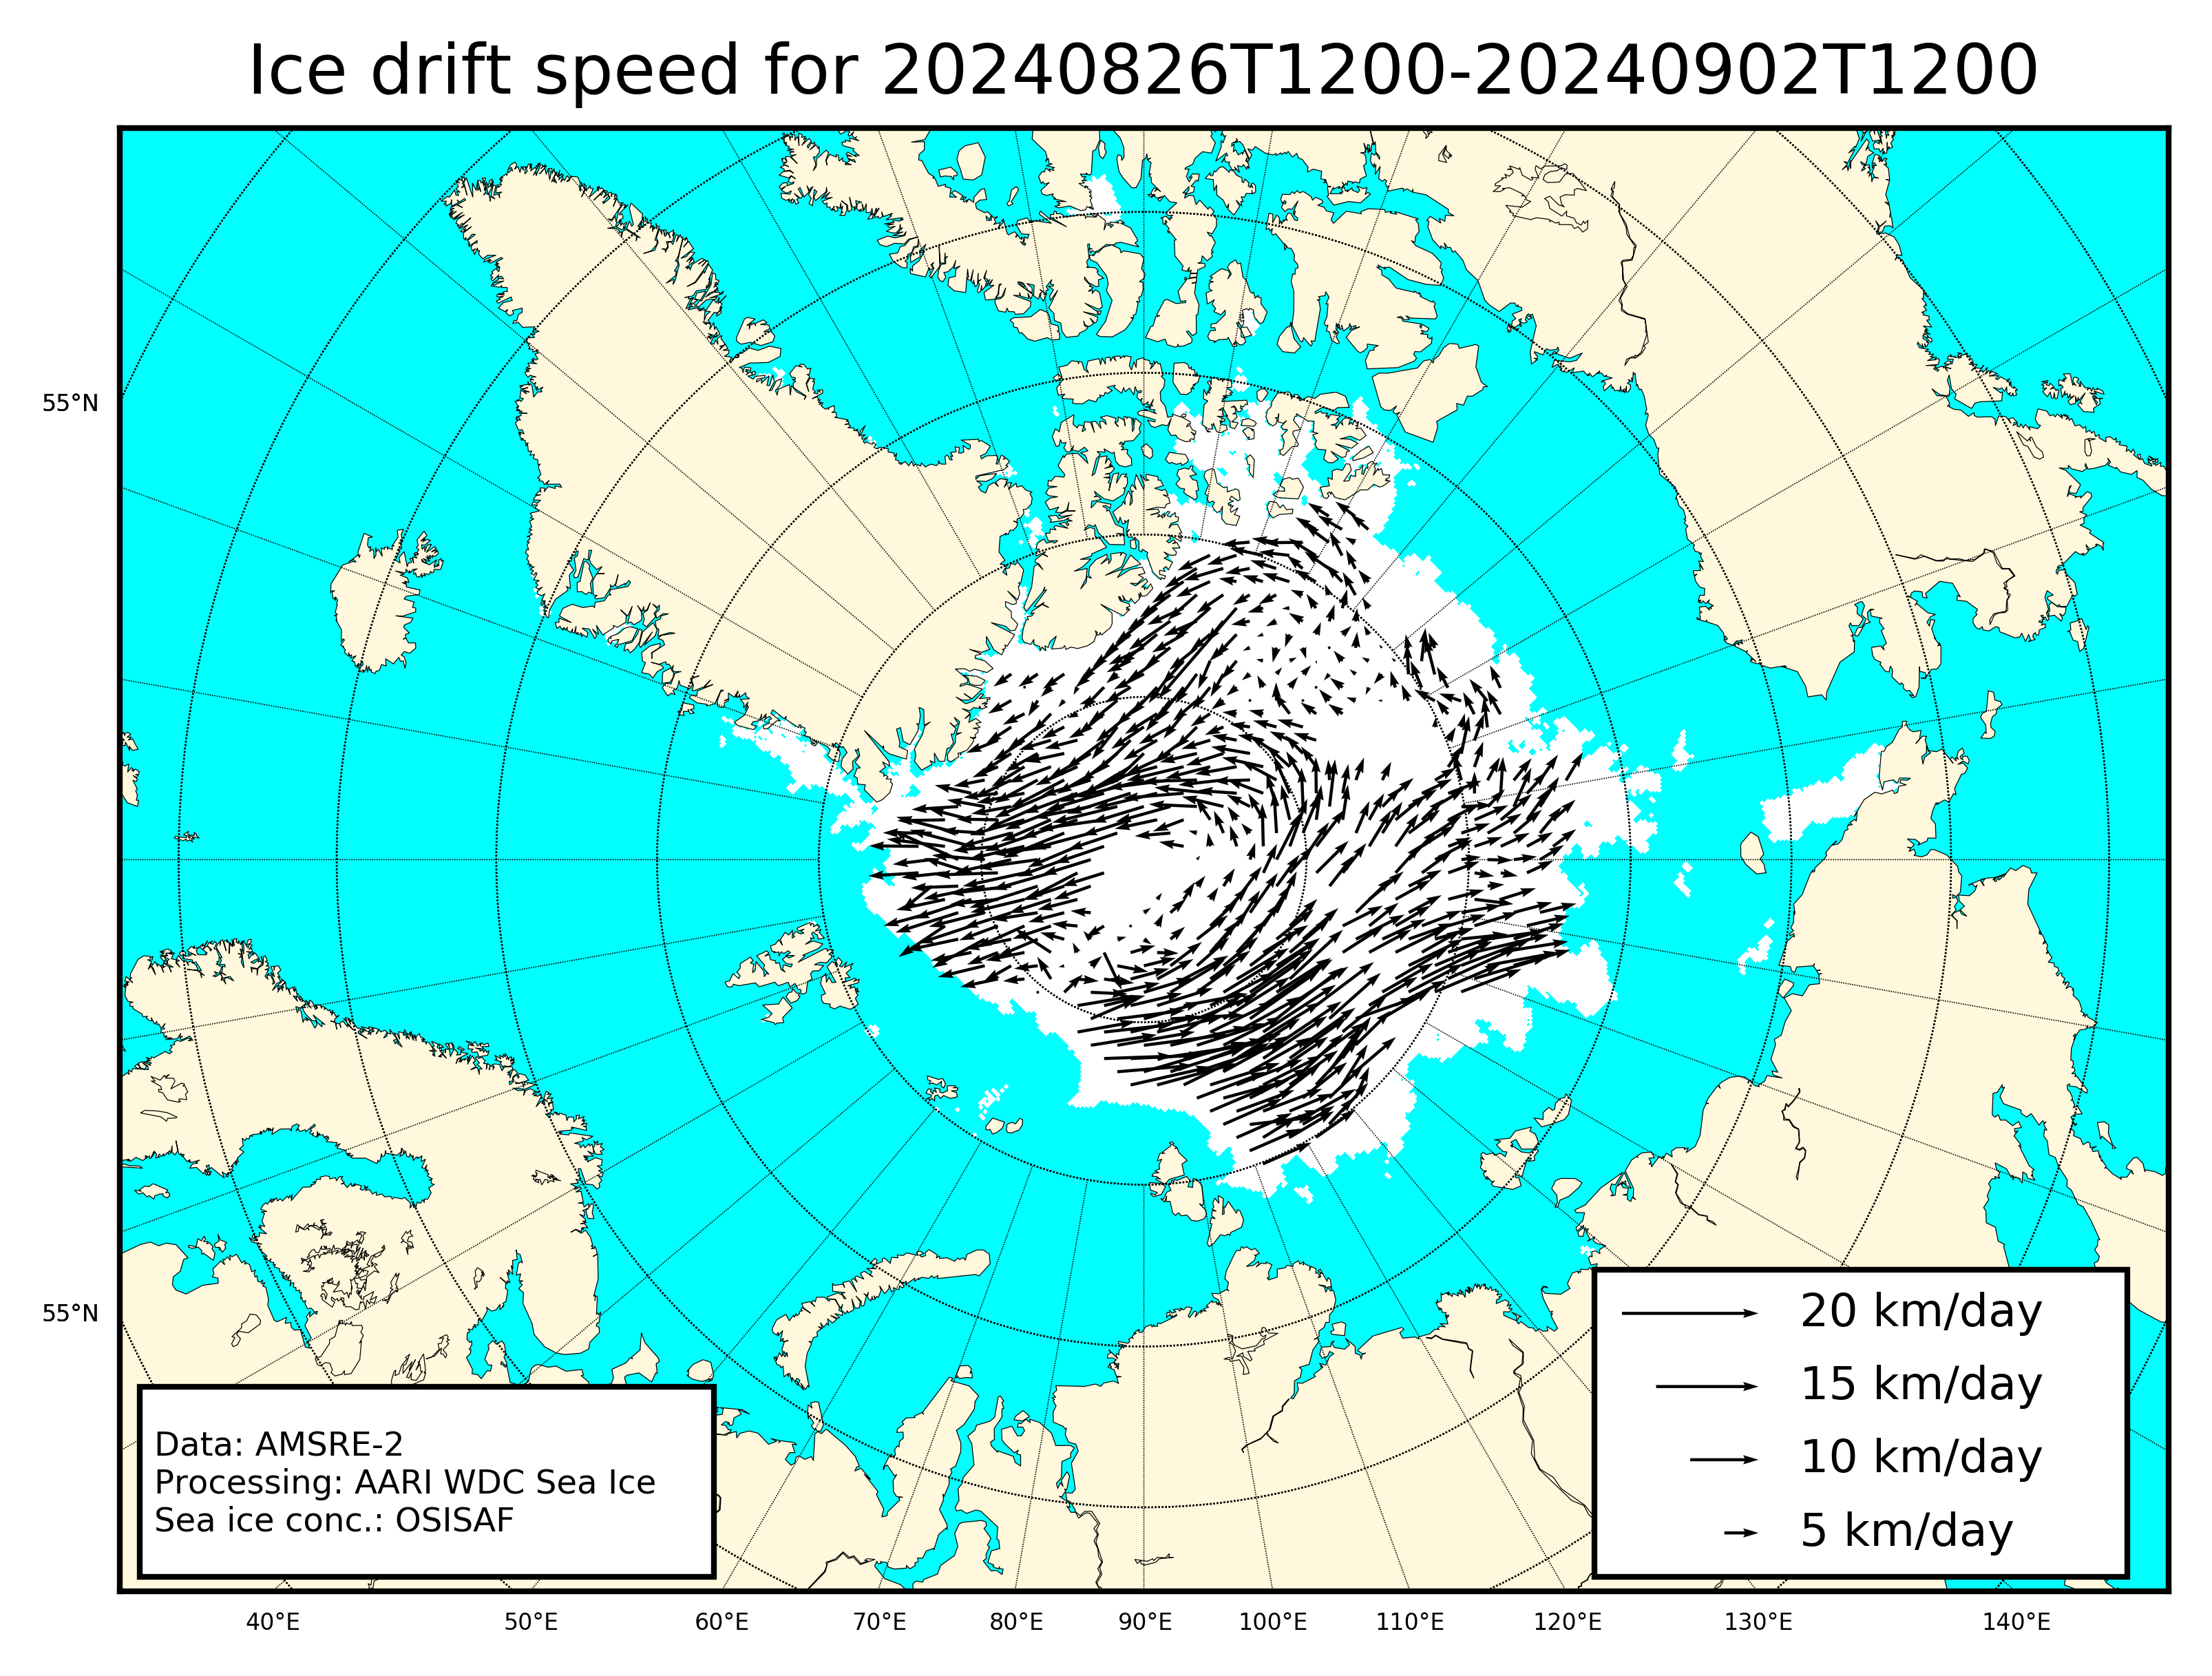 Ice drift speed for 20240826T1200-20240902T1200
55°N
55°N
20 km/day
15 km/day
10 km/day
5 km/day
Data: AMSRE-2
Processing: AARI WDC Sea Ice
Sea ice conc.: OSISAF
40°E 50°E 60°E 70°E 80°E 90°E 100°E 110°E 120°E 130°E 140°E